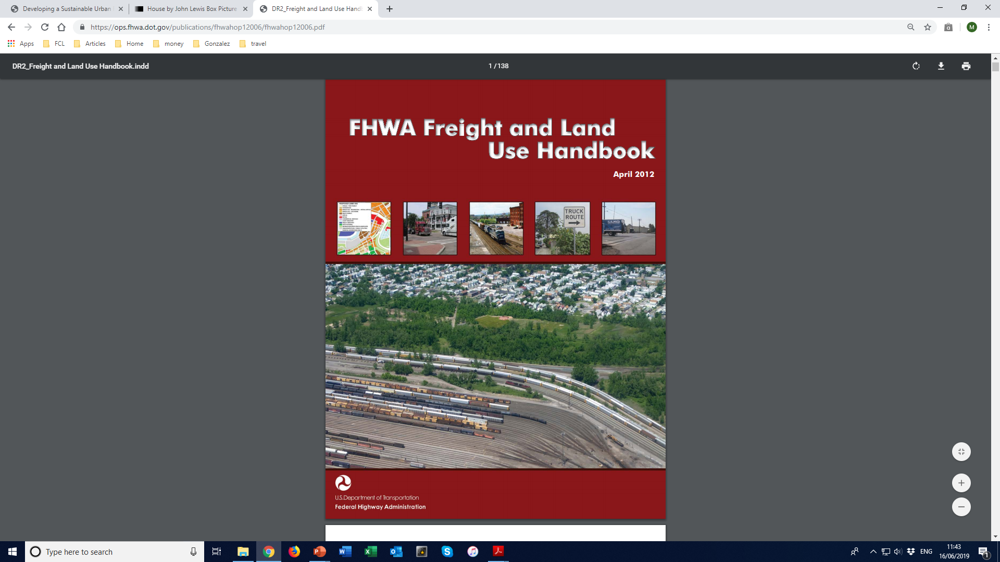 Developing a Sustainable Urban
House by John Lewis Box Picture
DR2_Freight and Land Use Hand
https://ops.fhwa.dot.gov/publications/fhwahop12006/fhwahop12006.pdf
a
M
Apps
FCL
Articles
Home
money
Gonzalez
travel
DR2_Freight and Land Use Handbook.indd
1 / 138
FHWA Freight and Land
Use Handbook
April 2012
TRUCK
ROUTE
LKQ
U.S.Department of Transportation
Federal Highway Administration
Type here to search
ENG
11:43
16/06/2019
1